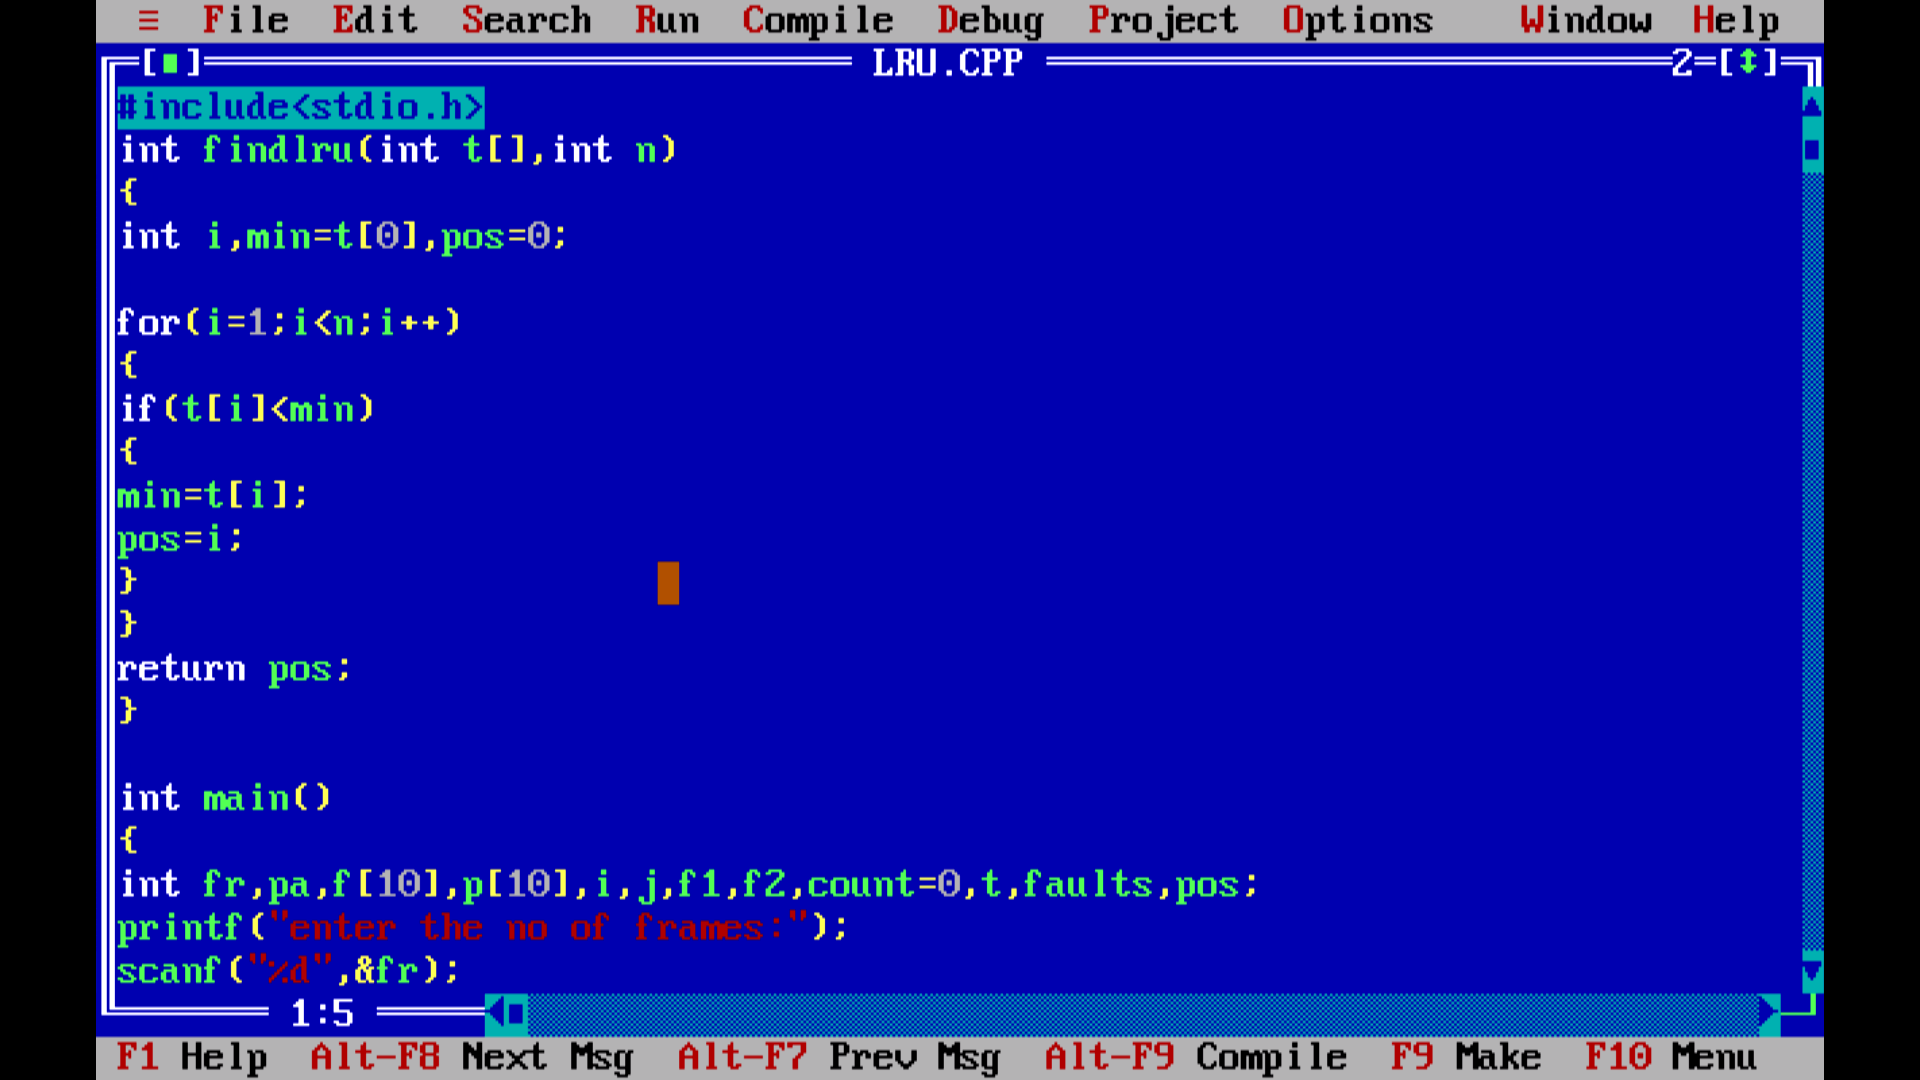 ≡ File Edit Search Run Compile Debug Project Options Window Help
[■] LRU.CPP 2=[↕]
#include<stdio.h>
int findlru(int t[],int n)
{
int i,min=t[0],pos=0;
for(i=1;i<n;i++)
{
if(t[i]<min)
{
min=t[i];
pos=i;
}
}
return pos;
}
int main()
{
int fr,pa,f[10],p[10],i,j,f1,f2,count=0,t,faults,pos;
printf("enter the no of frames:");
scanf("%d",&fr);
1:5
F1 Help Alt-F8 Next Msg Alt-F7 Prev Msg Alt-F9 Compile F9 Make F10 Menu